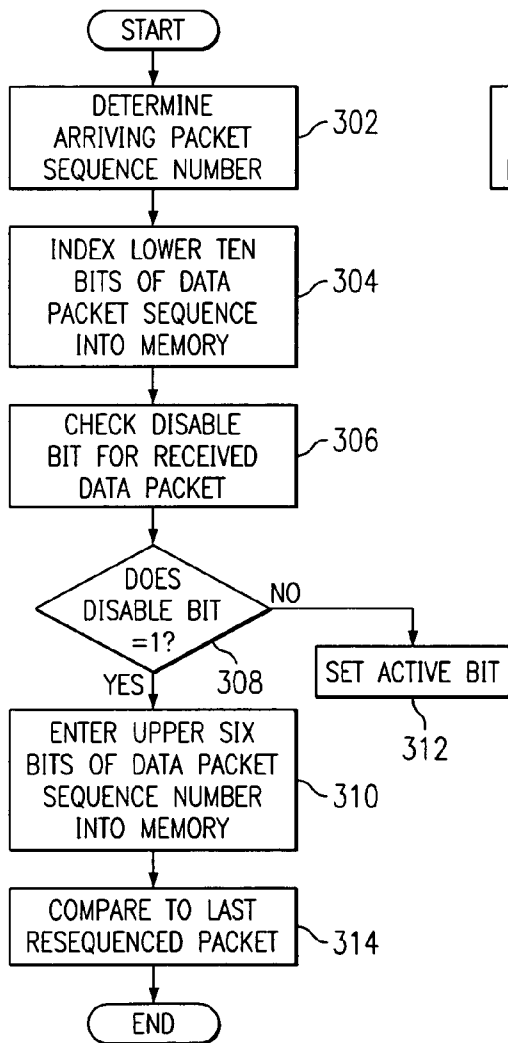 START
DETERMINE
ARRIVING PACKET
SEQUENCE NUMBER
302
INDEX LOWER TEN
BITS OF DATA
PACKET SEQUENCE
INTO MEMORY
304
CHECK DISABLE
BIT FOR RECEIVED
DATA PACKET
306
DOES
DISABLE BIT
=1?
NO
308
YES
SET ACTIVE BIT
312
ENTER UPPER SIX
BITS OF DATA PACKET
SEQUENCE NUMBER
INTO MEMORY
310
COMPARE TO LAST
RESEQUENCED PACKET
314
END